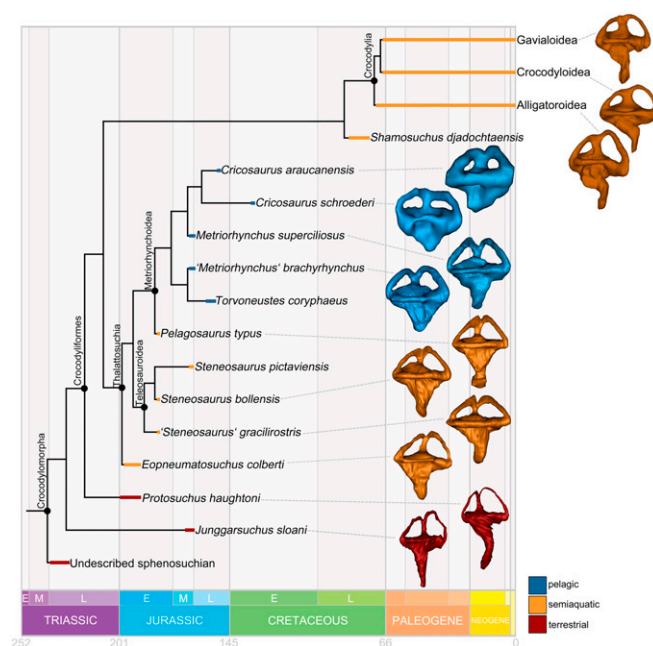 Gavialoidea
Crocodylia
Crocodyloidea
Alligatoroidea
Shamosuchus djadochtaensis
Cricosaurus araucanensis
Cricosaurus schroederi
Metriorhynchoidea
Metriorhynchus superciliosus
'Metriorhynchus' brachyrhynchus
Torvoneustes coryphaeus
Pelagosaurus typus
Crocodyliformes
Thalattosuchia
Teleosauroidea
Steneosaurus pictaviensis
Steneosaurus bollensis
'Steneosaurus' gracilirostris
Eopneumatosuchus colberti
Crocodylomorpha
Protosuchus haughtoni
Junggarsuchus sloani
Undescribed sphenosuchian
pelagic
semiaquatic
terrestrial
E M L E M L E L
TRIASSIC JURASSIC CRETACEOUS PALEOGENE NEOGENE
252 201 145 66 0